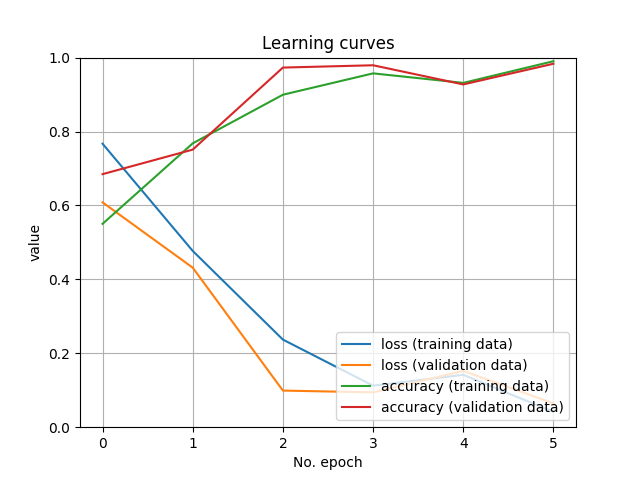 Learning curves
1.0
0.8
0.6
0.4
0.2
0.0
value
loss (training data)
loss (validation data)
accuracy (training data)
accuracy (validation data)
0 1 2 3 4 5
No. epoch